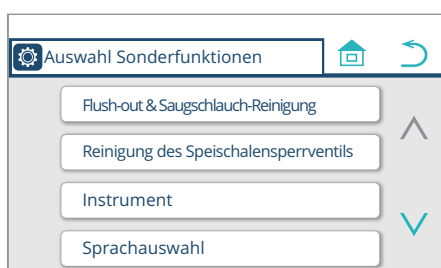 Auswahl Sonderfunktionen
Flush-out & Saugschlauch-Reinigung
Reinigung des Speischalensperrventils
Instrument
Sprachauswahl